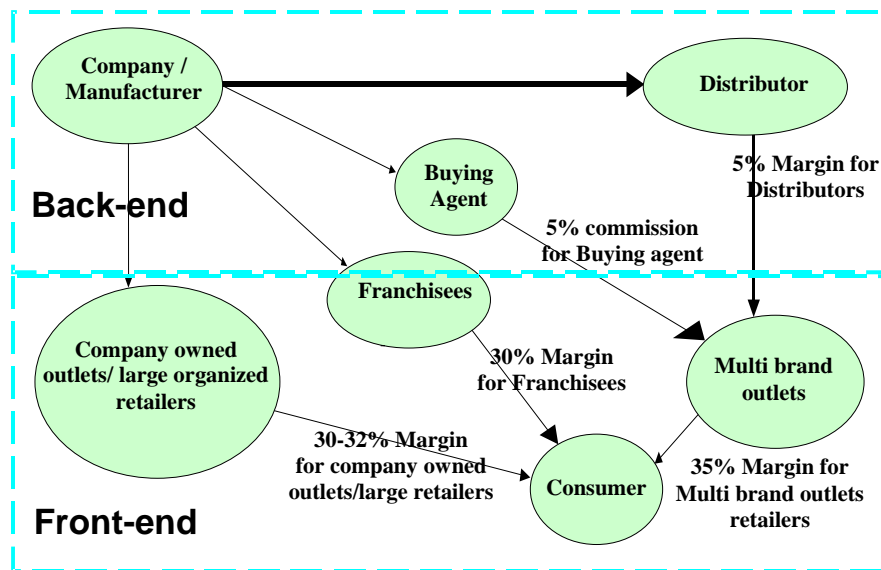 Company /
Manufacturer
Distributor
Buying
Agent
5% Margin for
Distributors
Back-end
5% commission
for Buying agent
Franchisees
Company owned
outlets/ large organized
retailers
30% Margin
for Franchisees
Multi brand
outlets
30-32% Margin
for company owned
outlets/large retailers
Consumer
35% Margin for
Multi brand outlets
retailers
Front-end